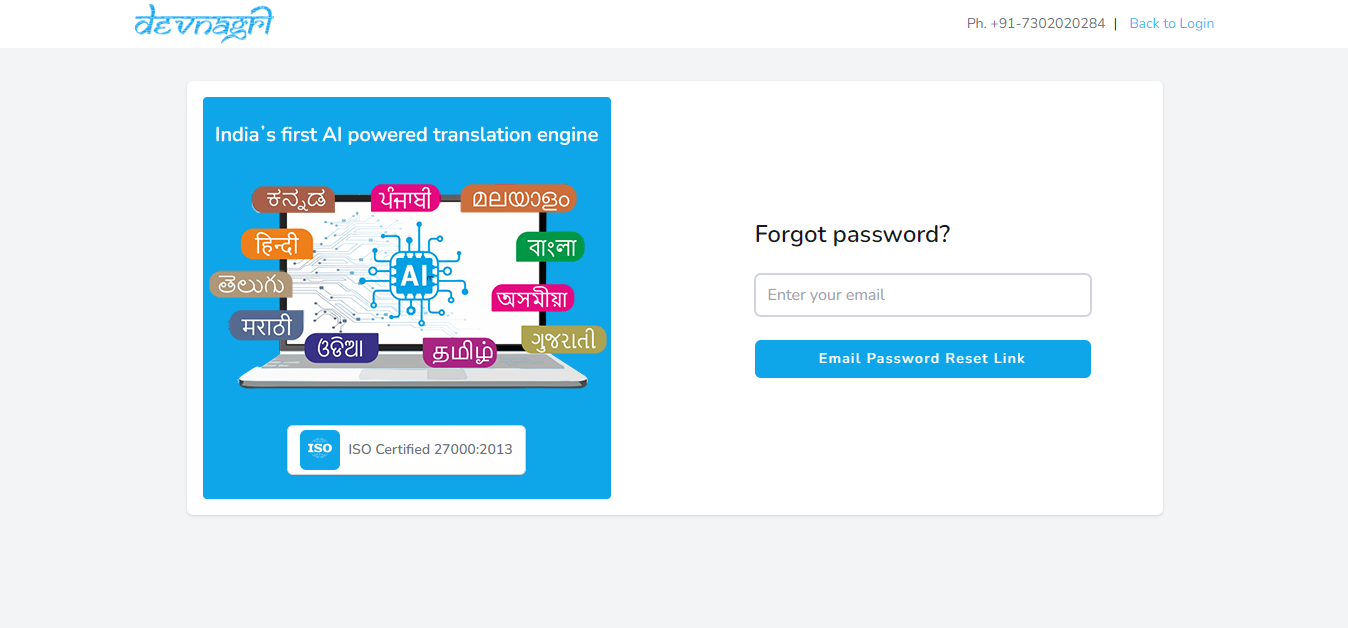 devnagri
Ph. +91-7302020284 | Back to Login
India's first AI powered translation engine
ಕನ್ನಡ
ਪੰਜਾਬੀ
മലയാളം
हिन्दी
বাংলা
తెలుగు
AI
অসমীয়া
मराठी
ગુજરાતી
ଓଡିଆ
தமிழ்
ISO
ISO Certified 27000:2013
Forgot password?
Enter your email
Email Password Reset Link